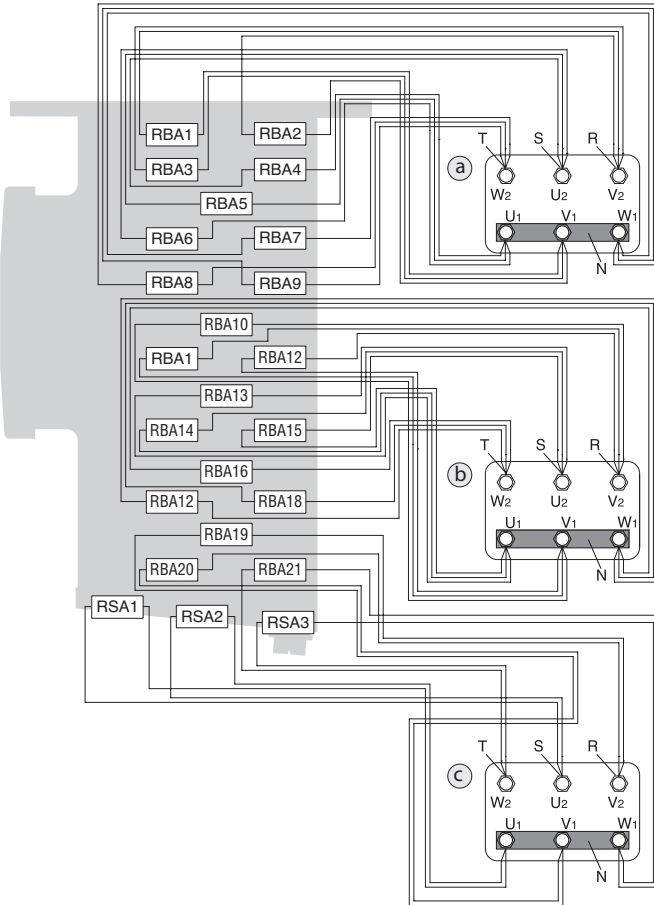 RBA1 RBA2
RBA3 RBA4
RBA5
RBA6 RBA7
RBA8 RBA9
a
T S R
W2 U2 V2
U1 V1 W1
N
RBA10
RBA1 RBA12
RBA13
RBA14 RBA15
RBA16
RBA12 RBA18
b
T S R
W2 U2 V2
U1 V1 W1
N
RBA19
RBA20 RBA21
RSA1 RSA2 RSA3
c
T S R
W2 U2 V2
U1 V1 W1
N